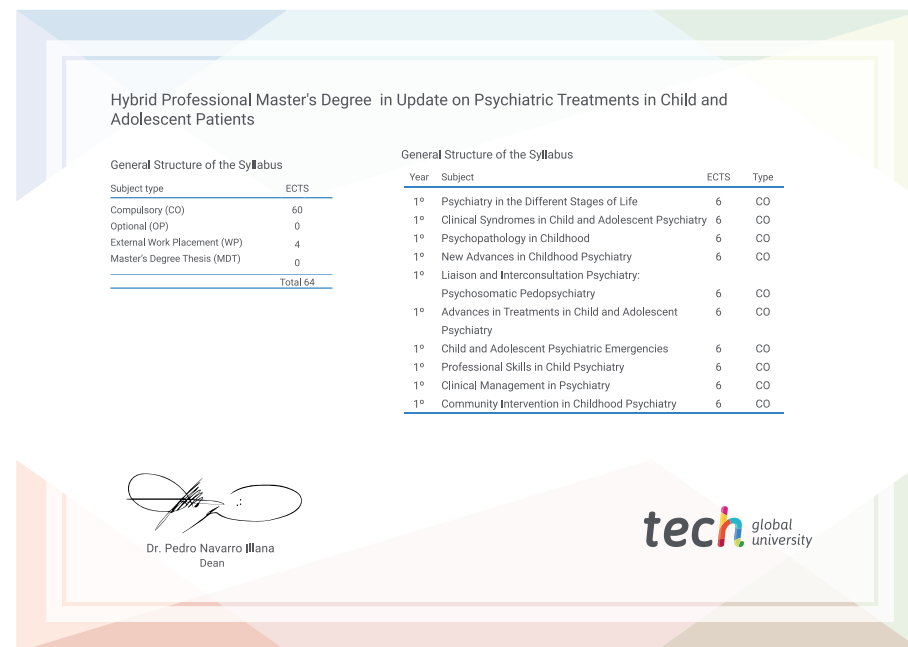 Hybrid Professional Master's Degree in Update on Psychiatric Treatments in Child and
Adolescent Patients
General Structure of the Syllabus
Subject type ECTS
Compulsory (CO) 60
Optional (OP) 0
External Work Placement (WP) 4
Master's Degree Thesis (MDT) 0
Total 64
General Structure of the Syllabus
Year Subject ECTS Type
1º Psychiatry in the Different Stages of Life 6 CO
1º Clinical Syndromes in Child and Adolescent Psychiatry 6 CO
1º Psychopathology in Childhood 6 CO
1º New Advances in Childhood Psychiatry 6 CO
1º Liaison and Interconsultation Psychiatry:
Psychosomatic Pedopsychiatry 6 CO
1º Advances in Treatments in Child and Adolescent 6 CO
Psychiatry
1º Child and Adolescent Psychiatric Emergencies 6 CO
1º Professional Skills in Child Psychiatry 6 CO
1º Clinical Management in Psychiatry 6 CO
1º Community Intervention in Childhood Psychiatry 6 CO
Dr. Pedro Navarro Illana
Dean
tech global
university